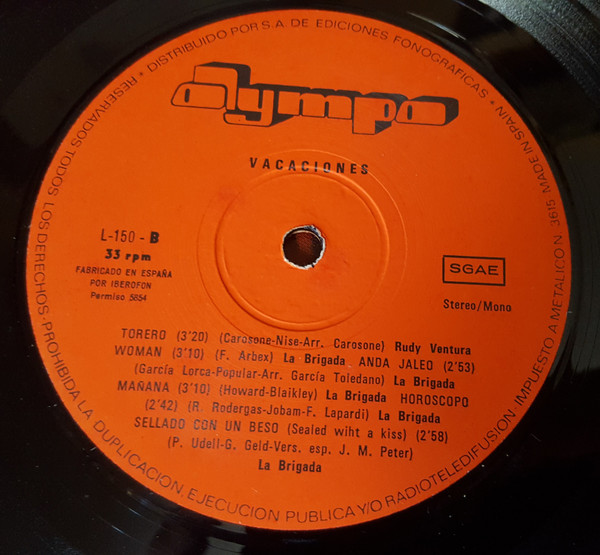 • DISTRIBUIDO POR S.A. DE EDICIONES FONOGRAFICAS • MADE IN SPAIN
olympo
VACACIONES
L-150 - B
33 rpm
FABRICADO EN ESPAÑA
POR IBEROFON
Permiso 5654
SGAE
Stereo/Mono
TORERO (3'20) (Carosone-Nise-Arr. Carosone) Rudy Ventura
WOMAN (3'10) (F. Arbex) La Brigada ANDA JALEO (2'53)
(García Lorca-Popular-Arr. García Toledano) La Brigada
MAÑANA (3'10) (Howard-Blaikley) La Brigada HOROSCOPO
(2'42) (R. Rodergas-Jobam-F. Lapardi) La Brigada
SELLADO CON UN BESO (Sealed wiht a kiss) (2'58)
(P. Udell-G. Geld-Vers. esp. J. M. Peter)
La Brigada
RESERVADOS TODOS LOS DERECHOS-PROHIBIDA LA DUPLICACION, EJECUCION PUBLICA Y/O RADIOTELEDIFUSION IMPUESTO A METALICO N 3615